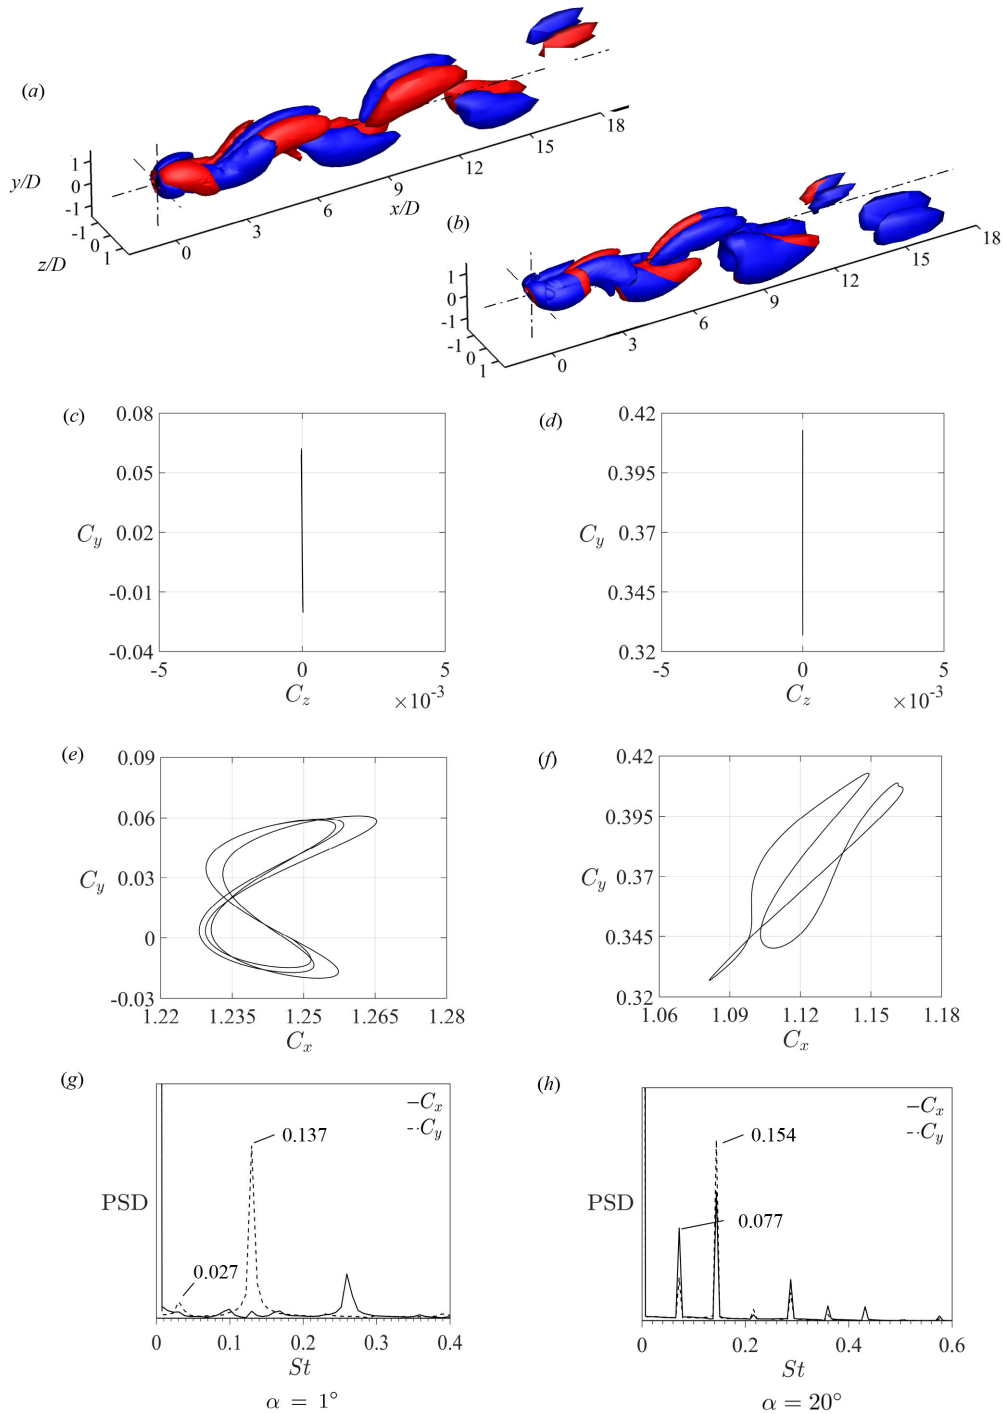 (a)
y/D
1
0
-1
-1
0
1
z/D
0
3
6
9
12
15
18
x/D
(b)
1
0
-1
-1
0
1
0
3
6
9
12
15
18
(c)
0.08
0.05
C_y 0.02
-0.01
-0.04
-5 0 5
C_z ×10^-3
(d)
0.42
0.395
C_y 0.37
0.345
0.32
-5 0 5
C_z ×10^-3
(e)
0.09
0.06
C_y 0.03
0
-0.03
1.22 1.235 1.25 1.265 1.28
C_x
(f)
0.42
0.395
C_y 0.37
0.345
0.32
1.06 1.09 1.12 1.15 1.18
C_x
(g)
C_x
C_y
0.137
PSD
0.027
0 0.1 0.2 0.3 0.4
St
α = 1°
(h)
C_x
C_y
0.154
PSD
0.077
0 0.2 0.4 0.6
St
α = 20°